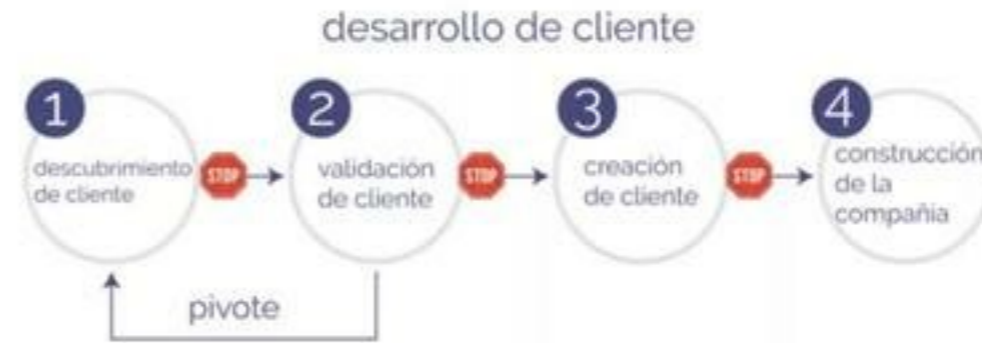 desarrollo de cliente
1
descubrimiento
de cliente
STOP
2
validación
de cliente
STOP
3
creación
de cliente
STOP
4
construcción
de la
compañia
pivote